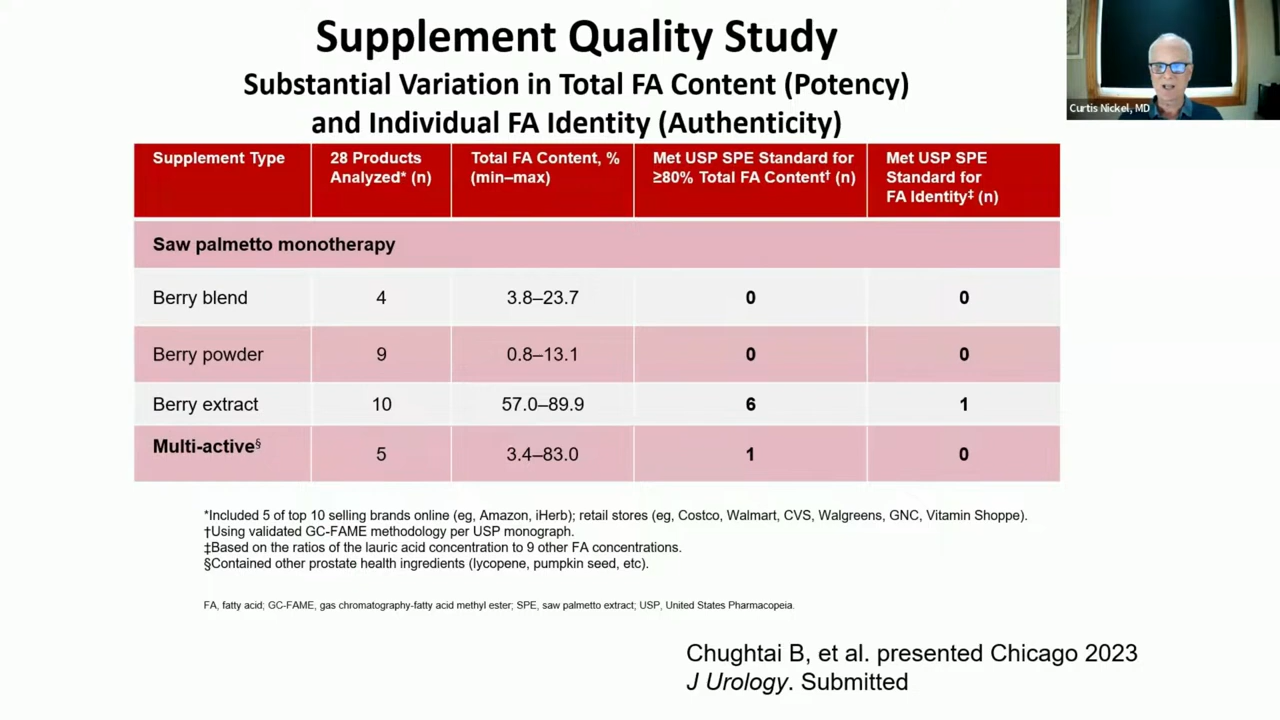 Supplement Quality Study
Substantial Variation in Total FA Content (Potency)
and Individual FA Identity (Authenticity)
Curtis Nickel, MD
Supplement Type
28 Products
Analyzed* (n)
Total FA Content, %
(min–max)
Met USP SPE Standard for
≥80% Total FA Content† (n)
Met USP SPE
Standard for
FA Identity‡ (n)
Saw palmetto monotherapy
Berry blend 4 3.8–23.7 0 0
Berry powder 9 0.8–13.1 0 0
Berry extract 10 57.0–89.9 6 1
Multi-active§ 5 3.4–83.0 1 0
*Included 5 of top 10 selling brands online (eg, Amazon, iHerb); retail stores (eg, Costco, Walmart, CVS, Walgreens, GNC, Vitamin Shoppe).
†Using validated GC-FAME methodology per USP monograph.
‡Based on the ratios of the lauric acid concentration to 9 other FA concentrations.
§Contained other prostate health ingredients (lycopene, pumpkin seed, etc).
FA, fatty acid; GC-FAME, gas chromatography-fatty acid methyl ester; SPE, saw palmetto extract; USP, United States Pharmacopeia.
Chughtai B, et al. presented Chicago 2023
J Urology. Submitted